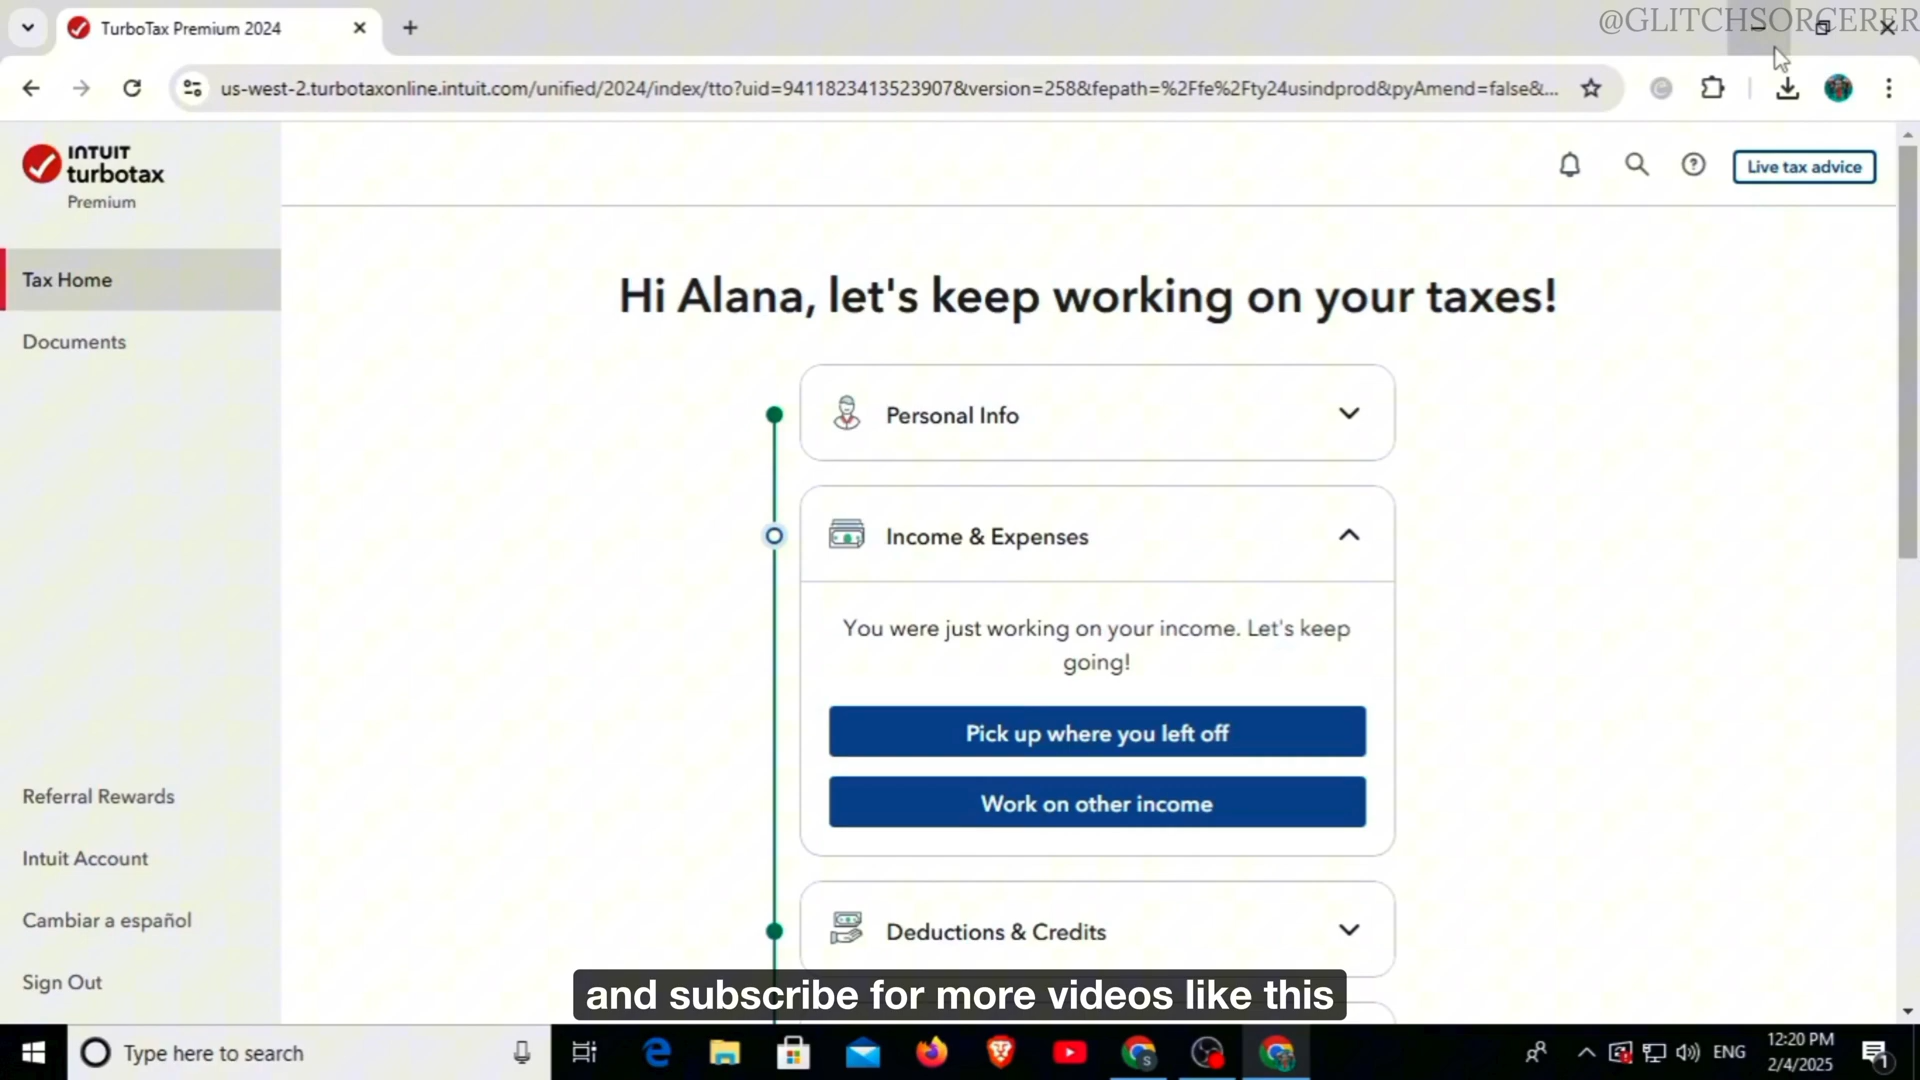 TurboTax Premium 2024
@GLITCHSORCERER
us-west-2.turbotaxonline.intuit.com/unified/2024/index/tto?uid=9411823413523907&version=258&fepath=%2Ffe%2Fty24usindprod&pyAmend=false&...
INTUIT
turbotax
Premium
Live tax advice
Tax Home
Documents
Referral Rewards
Intuit Account
Cambiar a español
Sign Out
Hi Alana, let's keep working on your taxes!
Personal Info
Income & Expenses
You were just working on your income. Let's keep
going!
Pick up where you left off
Work on other income
Deductions & Credits
and subscribe for more videos like this
Type here to search
S
ENG
12:20 PM
2/4/2025
1